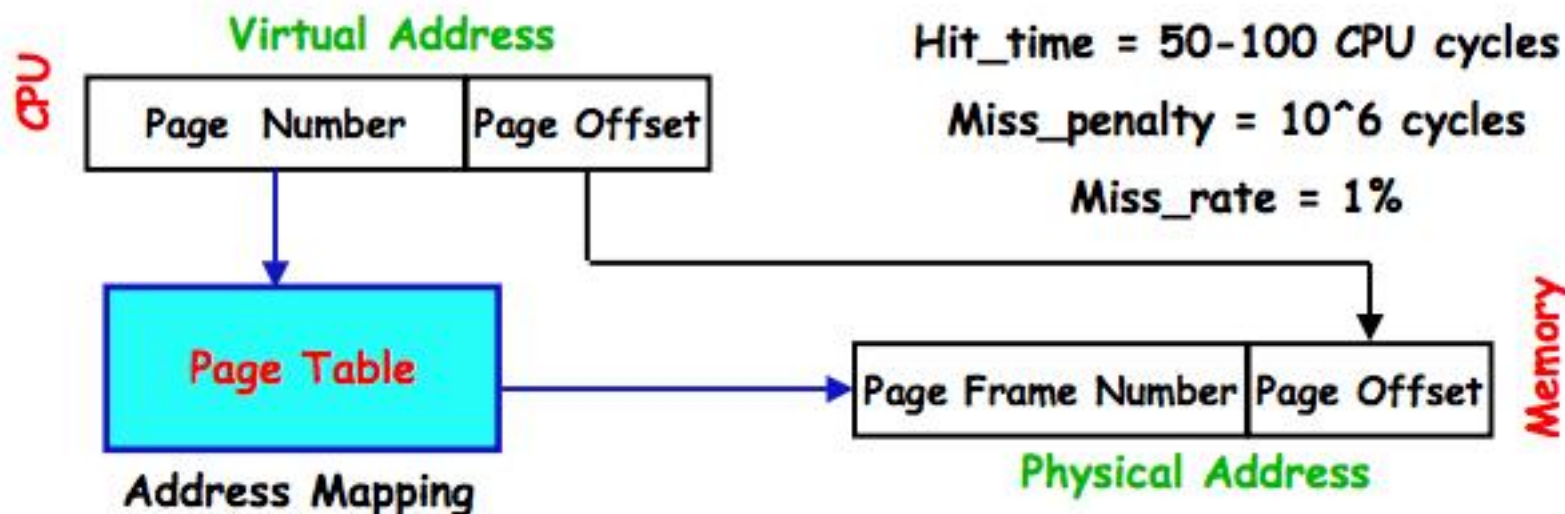 Virtual Address
CPU
Page Number
Page Offset
Hit_time = 50-100 CPU cycles
Miss_penalty = 10^6 cycles
Miss_rate = 1%
Page Table
Address Mapping
Page Frame Number
Page Offset
Memory
Physical Address